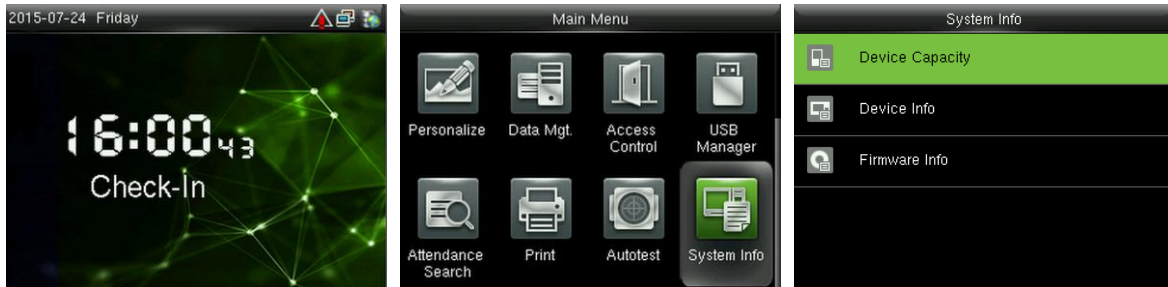 2015-07-24 Friday
16:00 43
Check-In
Main Menu
Personalize
Data Mgt.
Access
Control
USB
Manager
Attendance
Search
Print
Autotest
System Info
System Info
Device Capacity
Device Info
Firmware Info